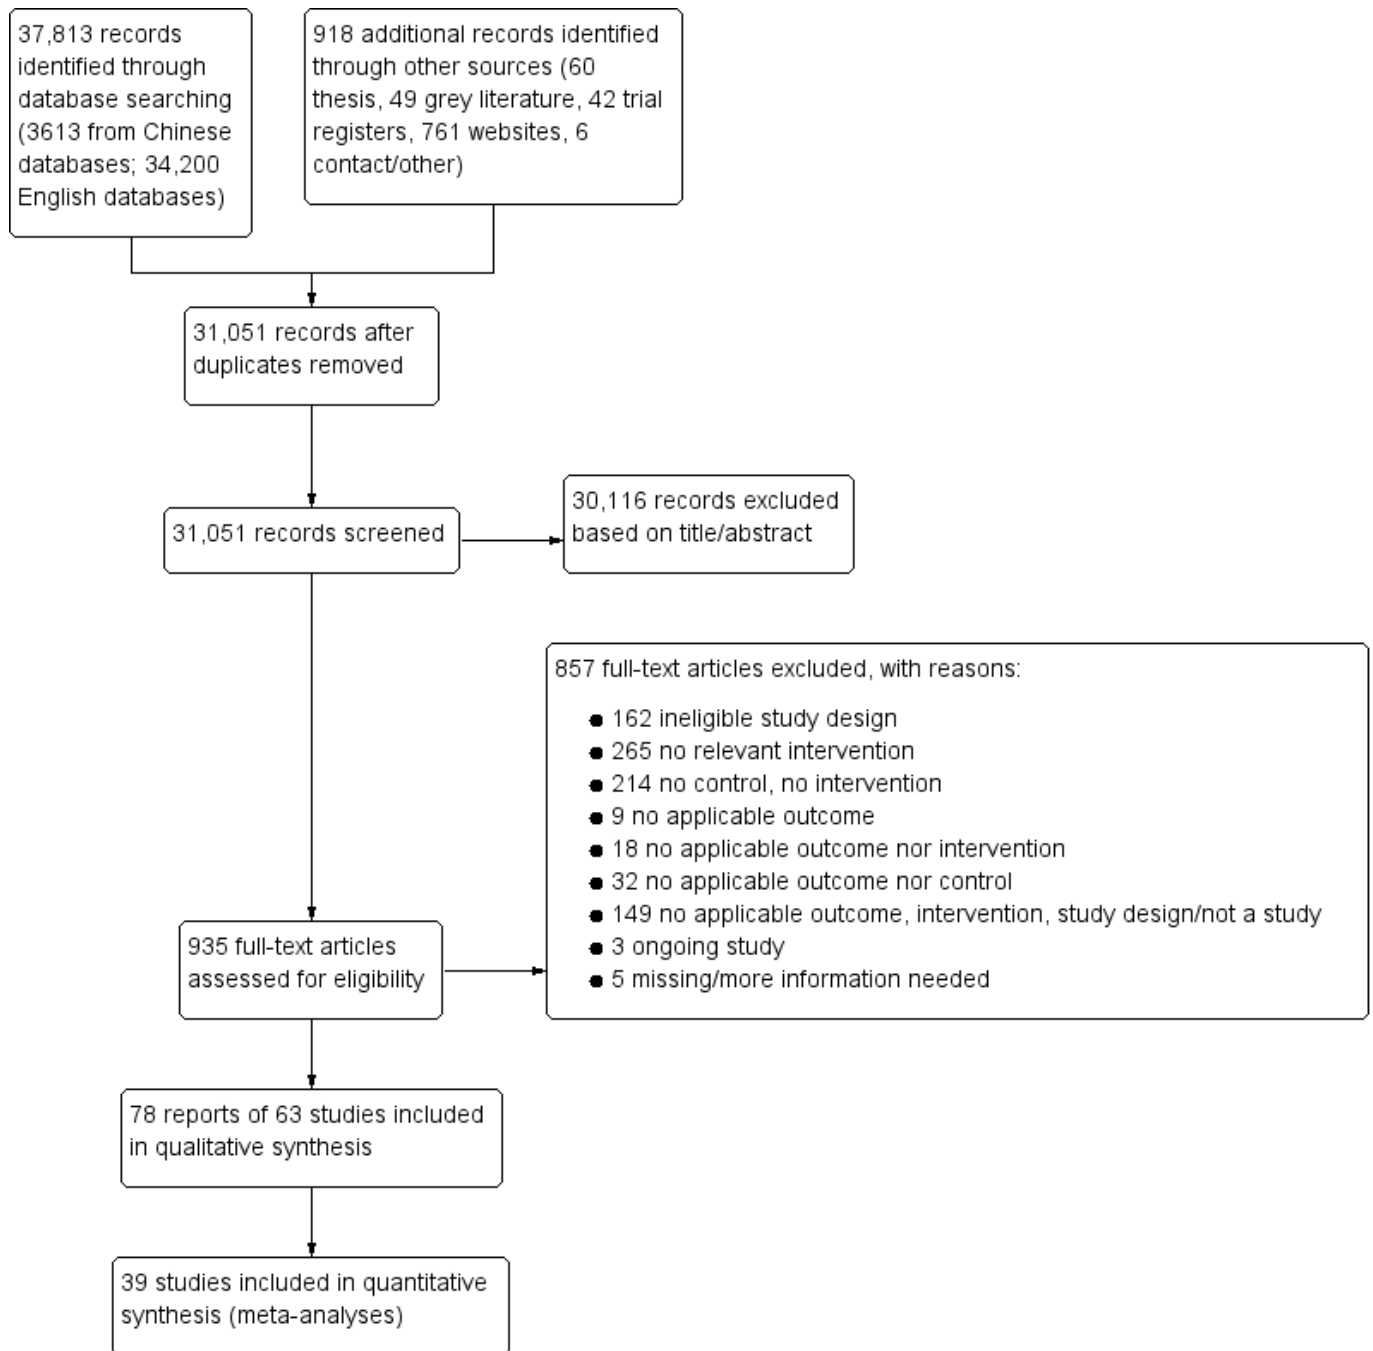 37,813 records
identified through
database searching
(3613 from Chinese
databases; 34,200
English databases)
918 additional records identified
through other sources (60
thesis, 49 grey literature, 42 trial
registers, 761 websites, 6
contact/other)
31,051 records after
duplicates removed
31,051 records screened
30,116 records excluded
based on title/abstract
935 full-text articles
assessed for eligibility
857 full-text articles excluded, with reasons:
● 162 ineligible study design
● 265 no relevant intervention
● 214 no control, no intervention
● 9 no applicable outcome
● 18 no applicable outcome nor intervention
● 32 no applicable outcome nor control
● 149 no applicable outcome, intervention, study design/not a study
● 3 ongoing study
● 5 missing/more information needed
78 reports of 63 studies included
in qualitative synthesis
39 studies included in quantitative
synthesis (meta-analyses)